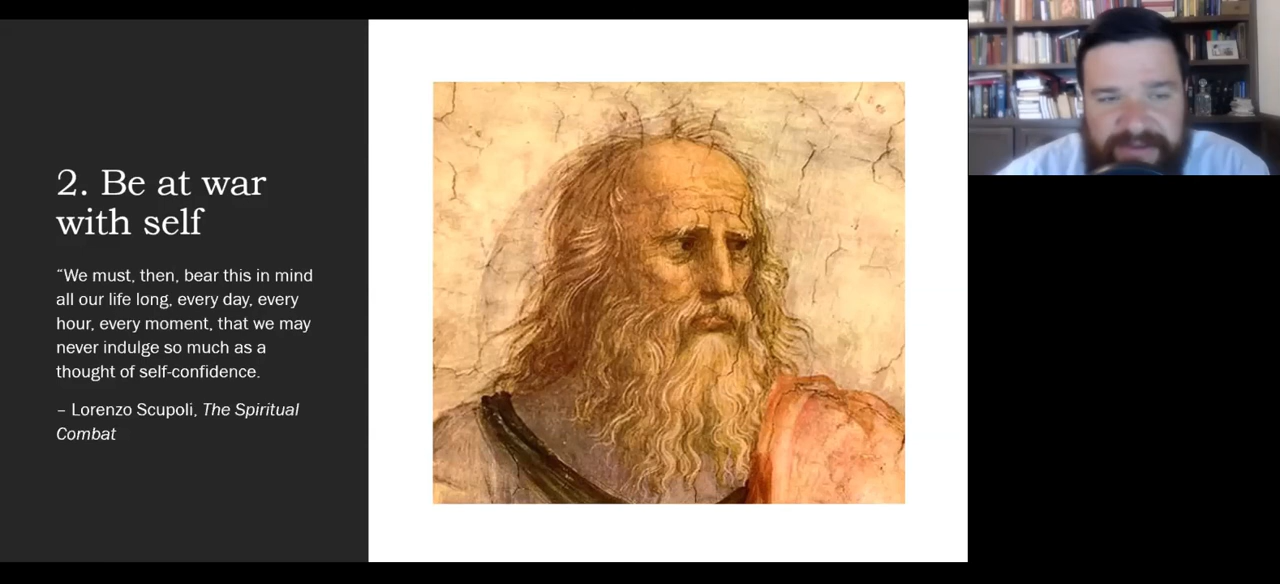 2. Be at war
with self
“We must, then, bear this in mind
all our life long, every day, every
hour, every moment, that we may
never indulge so much as a
thought of self-confidence.
– Lorenzo Scupoli, The Spiritual
Combat